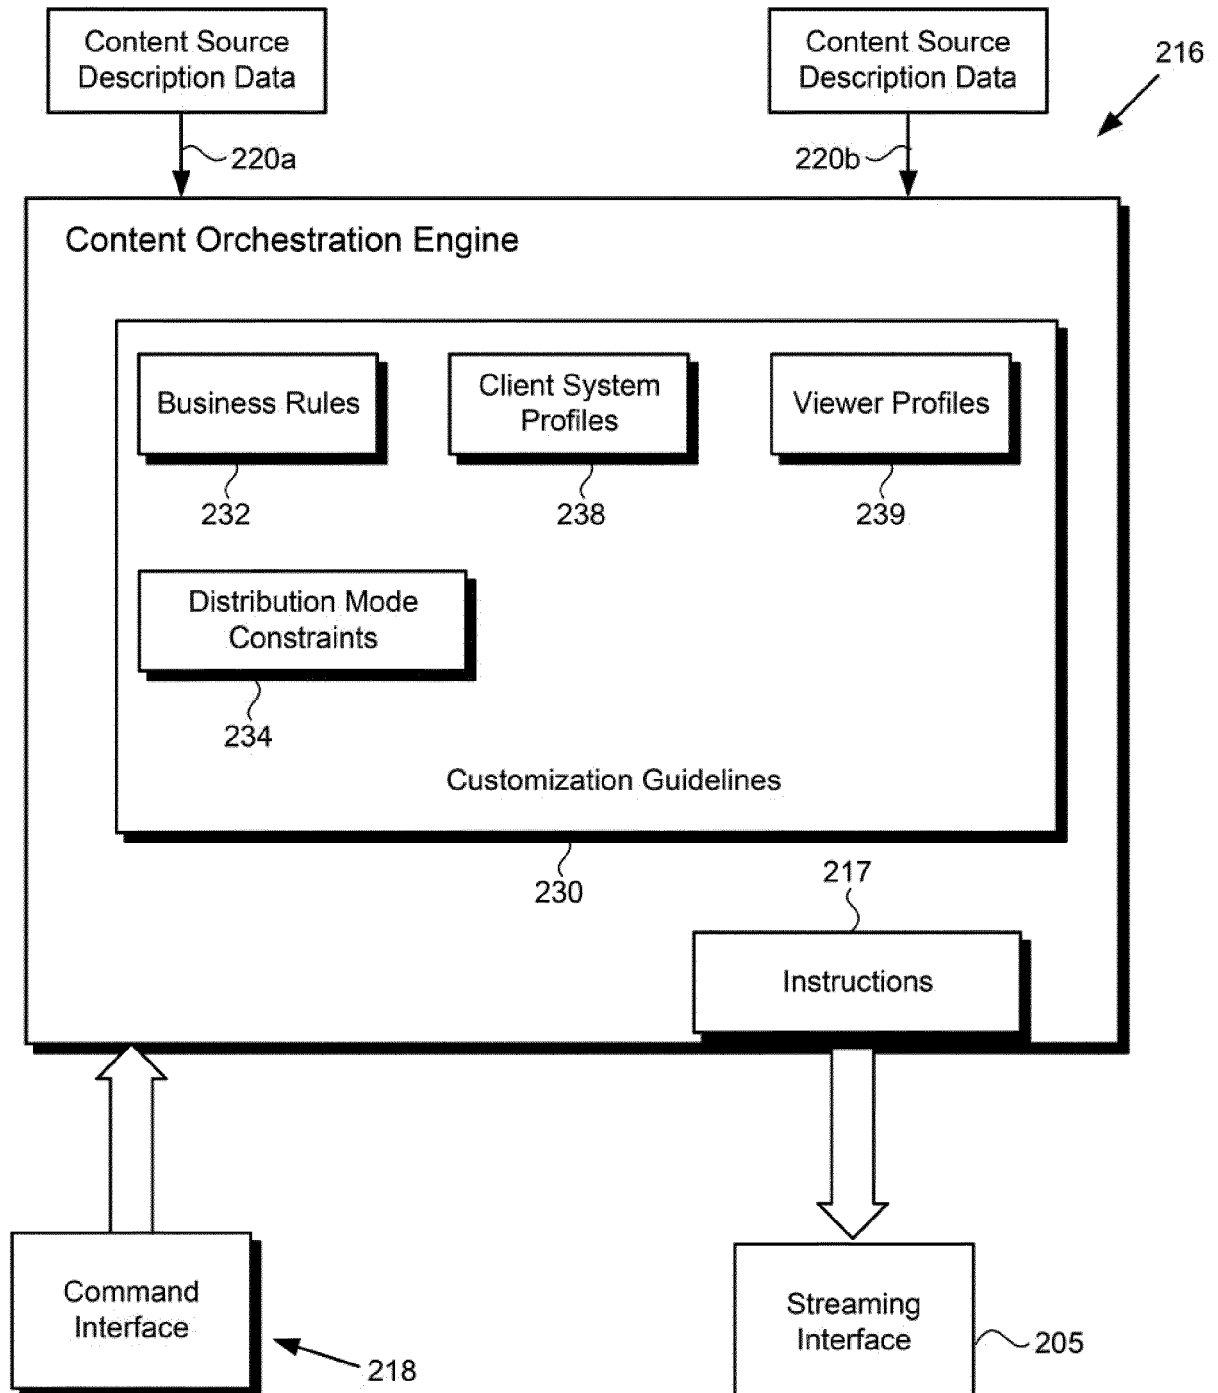 Content Source
Description Data
Content Source
Description Data
216
220a
220b
Content Orchestration Engine
Business Rules
Client System
Profiles
Viewer Profiles
232
238
239
Distribution Mode
Constraints
234
Customization Guidelines
230
217
Instructions
Command
Interface
218
Streaming
Interface
205